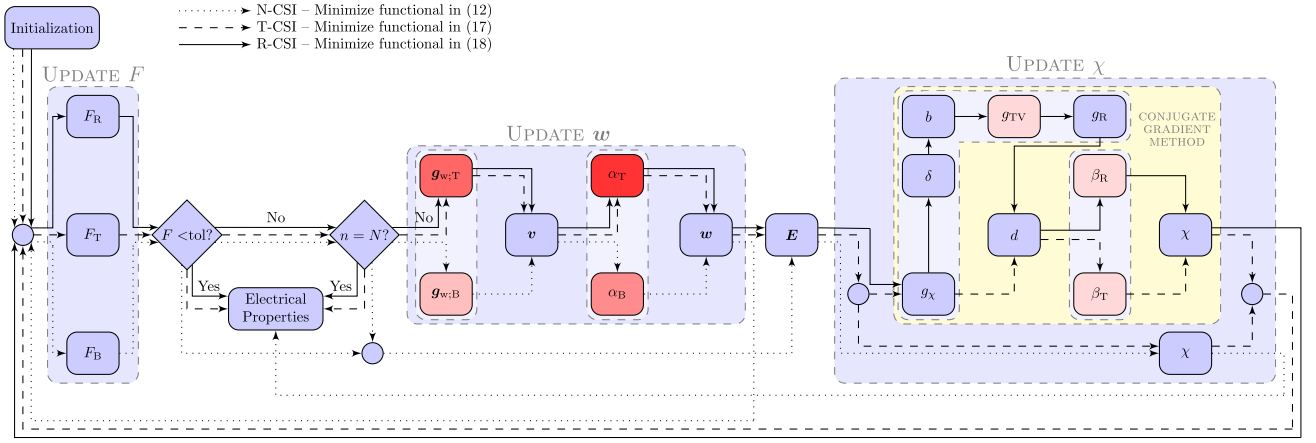 Initialization
N-CSI – Minimize functional in (12)
T-CSI – Minimize functional in (17)
R-CSI – Minimize functional in (18)
UPDATE F
F_R
F_T
F_B
F <tol?
No
Yes
n = N?
No
Yes
Electrical
Properties
UPDATE w
g_w;T
g_w;B
v
α_T
α_B
w
E
UPDATE χ
b
g_TV
g_R
CONJUGATE
GRADIENT
METHOD
δ
g_χ
d
β_R
β_T
χ
χ